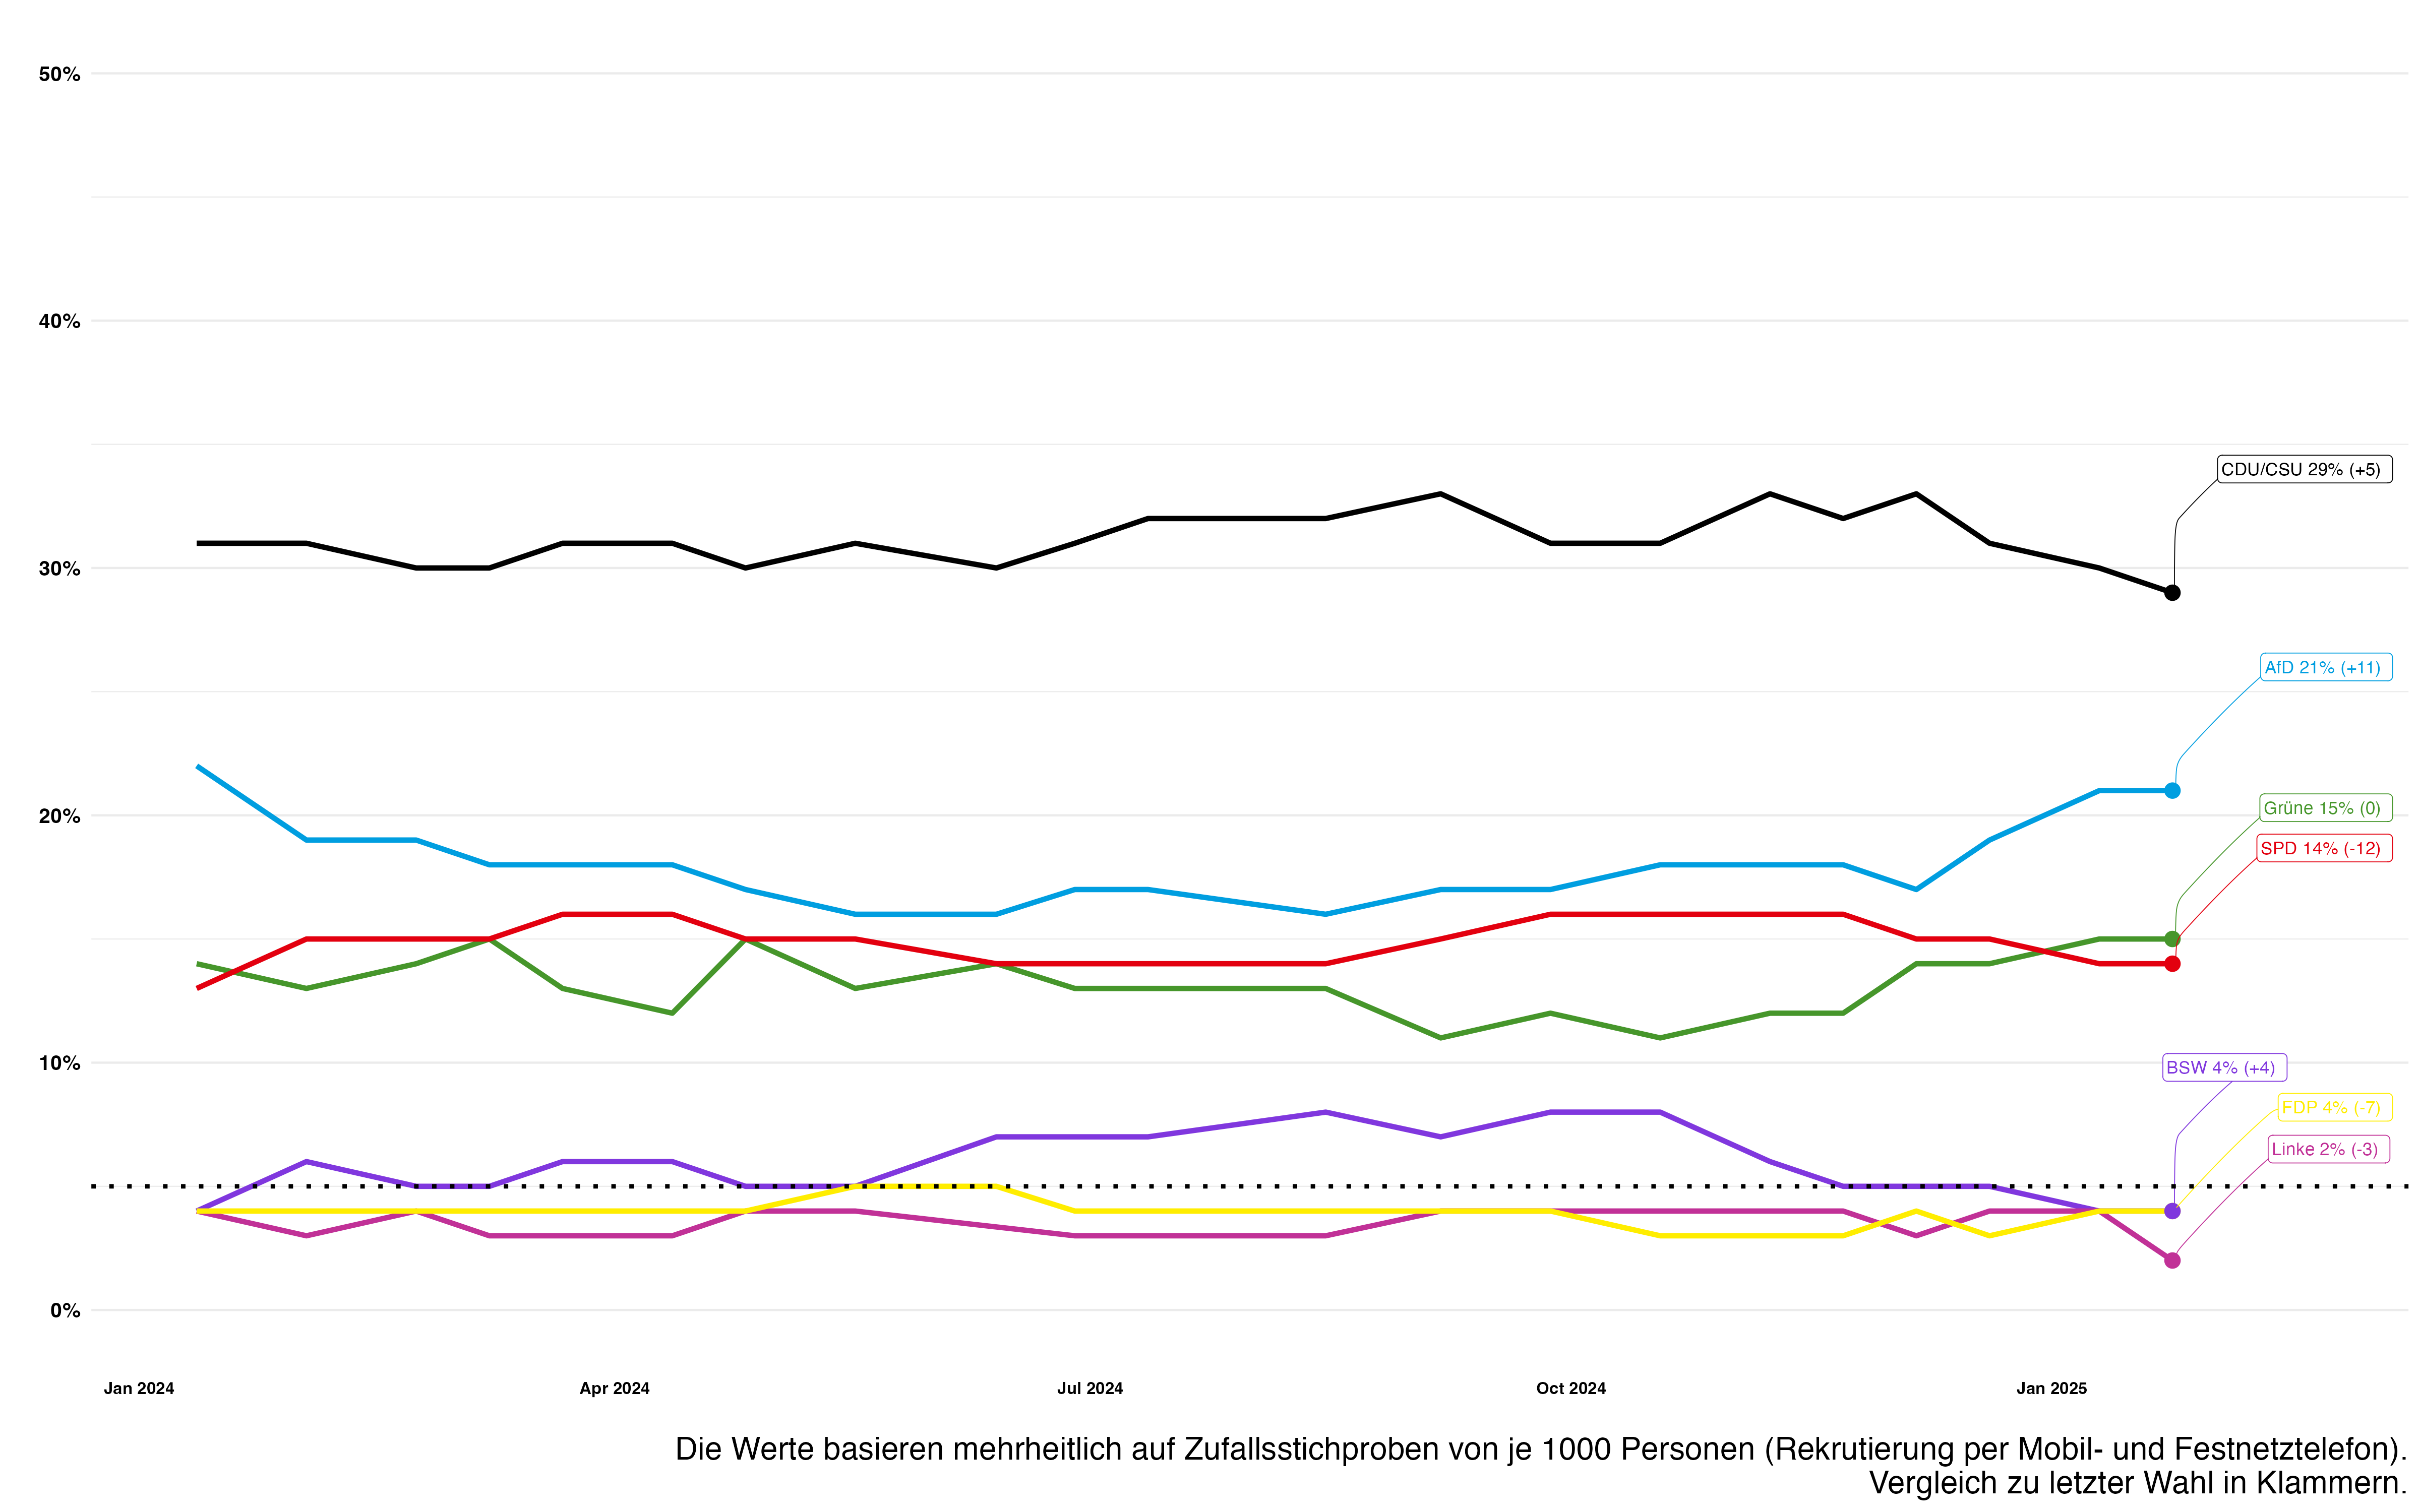 50%
40%
30%
20%
10%
0%
CDU/CSU 29% (+5)
AfD 21% (+11)
Grüne 15% (0)
SPD 14% (-12)
BSW 4% (+4)
FDP 4% (-7)
Linke 2% (-3)
Jan 2024 Apr 2024 Jul 2024 Oct 2024 Jan 2025
Die Werte basieren mehrheitlich auf Zufallsstichproben von je 1000 Personen (Rekrutierung per Mobil- und Festnetztelefon).
Vergleich zu letzter Wahl in Klammern.